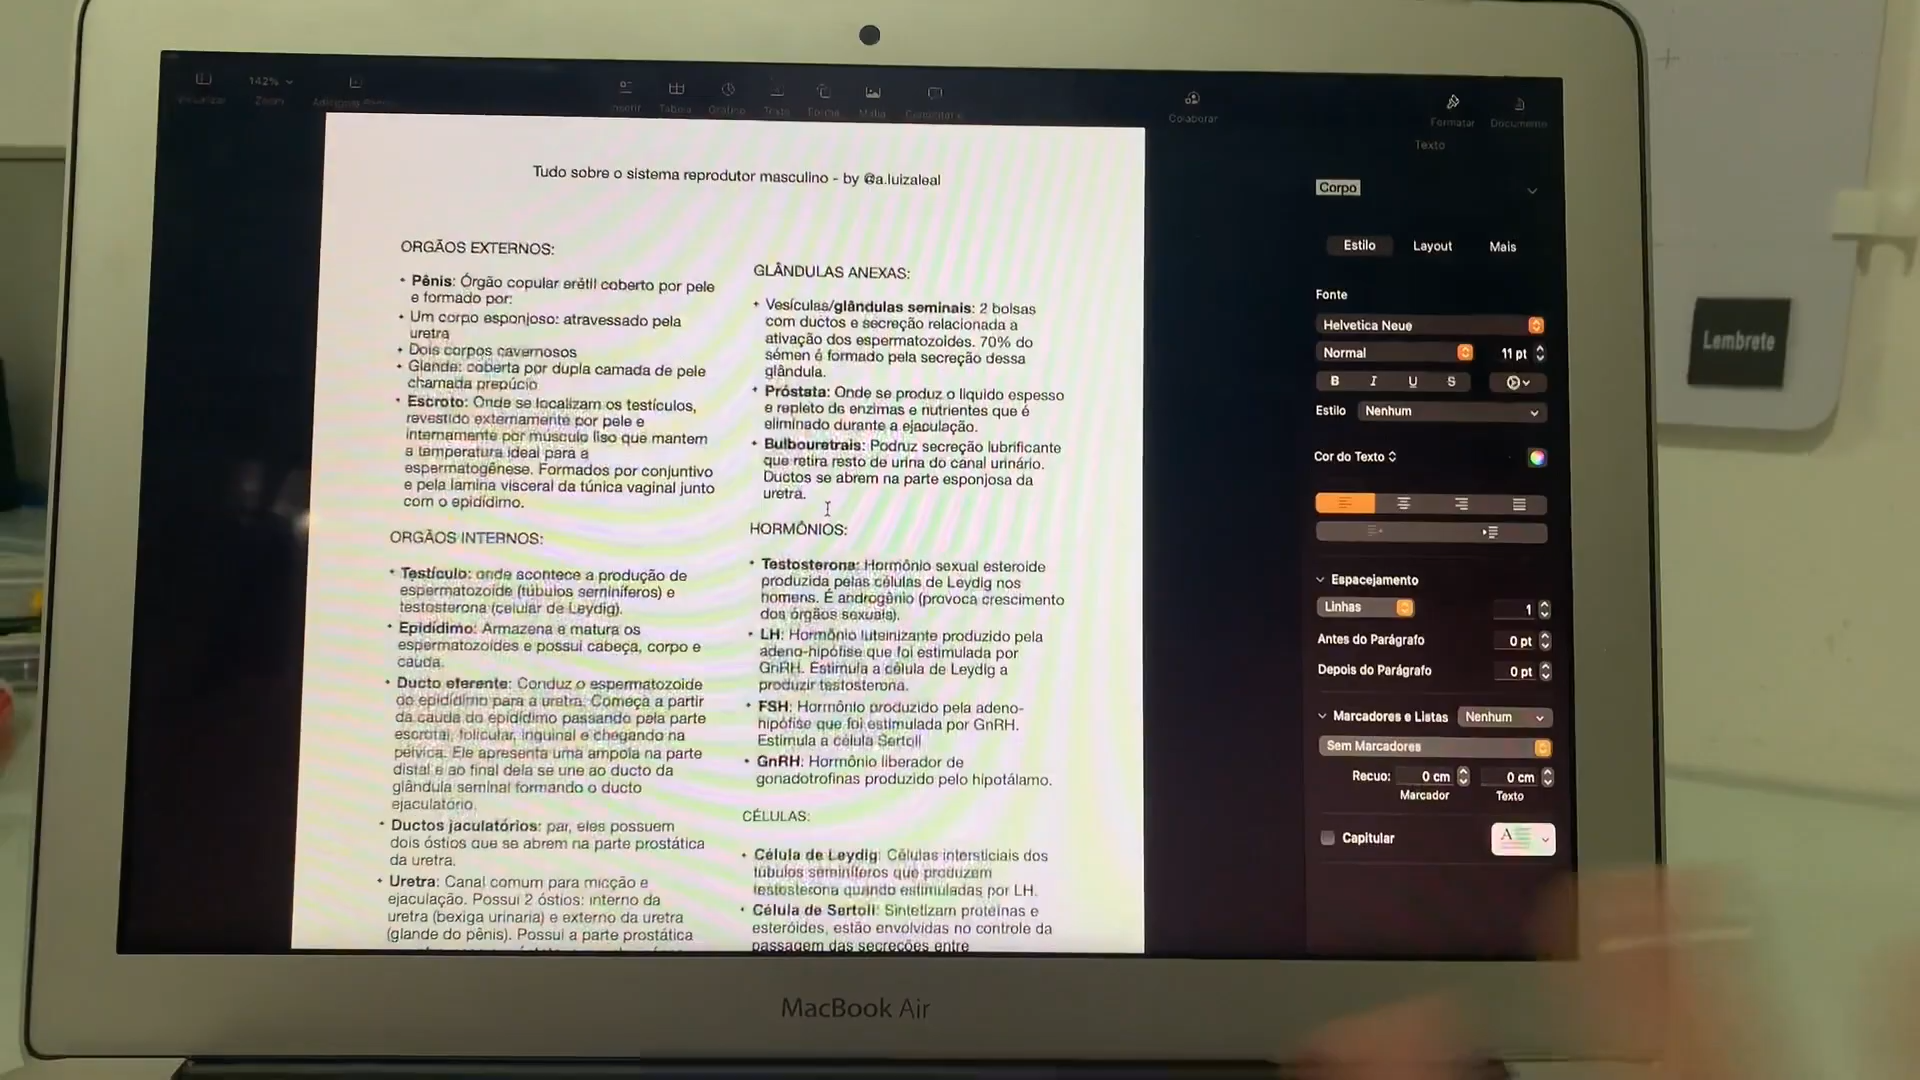 142%
Visualizar
Zoom
Inserir
Tabela
Gráfico
Texto
Forma
Mídia
Comentário
Colaborar
Formatar
Documento
Tudo sobre o sistema reprodutor masculino - by @a.luizaleal
ORGÃOS EXTERNOS:
• Pênis: Órgão copular erétil coberto por pele
e formado por:
• Um corpo esponjoso: atravessado pela
uretra
• Dois corpos cavernosos
• Glande: coberta por dupla camada de pele
chamada prepúcio
• Escroto: Onde se localizam os testículos,
revestido externamente por pele e
internamente por músculo liso que mantem
a temperatura ideal para a
espermatogênese. Formados por conjuntivo
e pela lamina visceral da túnica vaginal junto
com o epidídimo.
ORGÃOS INTERNOS:
• Testículo: onde acontece a produção de
espermatozoide (túbulos seminíferos) e
testosterona (celular de Leydig).
• Epidídimo: Armazena e matura os
espermatozoides e possui cabeça, corpo e
cauda.
• Ducto eferente: Conduz o espermatozoide
do epidídimo para a uretra. Começa a partir
da cauda do epidídimo passando pela parte
escrotal, folicular, inguinal e chegando na
pélvica. Ele apresenta uma ampola na parte
distal e ao final dela se une ao ducto da
glândula seminal formando o ducto
ejaculatório.
• Ductos jaculatórios: par, eles possuem
dois óstios que se abrem na parte prostática
da uretra.
• Uretra: Canal comum para micção e
ejaculação. Possui 2 óstios: interno da
uretra (bexiga urinaria) e externo da uretra
(glande do pênis). Possui a parte prostática
GLÂNDULAS ANEXAS:
• Vesículas/glândulas seminais: 2 bolsas
com ductos e secreção relacionada a
ativação dos espermatozoides. 70% do
sémen é formado pela secreção dessa
glândula.
• Próstata: Onde se produz o liquido espesso
e repleto de enzimas e nutrientes que é
eliminado durante a ejaculação.
• Bulbouretrais: Podruz secreção lubrificante
que retira resto de urina do canal urinário.
Ductos se abrem na parte esponjosa da
uretra.
HORMÔNIOS:
• Testosterona: Hormônio sexual esteroide
produzida pelas células de Leydig nos
homens. É androgênio (provoca crescimento
dos órgãos sexuais).
• LH: Hormônio luteinizante produzido pela
adeno-hipófise que foi estimulada por
GnRH. Estimula a célula de Leydig a
produzir testosterona.
• FSH: Hormônio produzido pela adeno-
hipófise que foi estimulada por GnRH.
Estimula a célula Sertoli
• GnRH: Hormônio liberador de
gonadotrofinas produzido pelo hipotálamo.
CÉLULAS:
• Célula de Leydig: Células intersticiais dos
túbulos seminíferos que produzem
testosterona quando estimuladas por LH.
• Célula de Sertoli: Sintetizam proteínas e
esteróides, estão envolvidas no controle da
passagem das secreções entre
Texto
Corpo
Estilo Layout Mais
Fonte
Helvetica Neue
Normal 11 pt
B I U S
Estilo Nenhum
Cor do Texto
Espacejamento
Linhas 1
Antes do Parágrafo 0 pt
Depois do Parágrafo 0 pt
Marcadores e Listas Nenhum
Sem Marcadores
Recuo: 0 cm 0 cm
Marcador Texto
Capitular A
Lembrete
MacBook Air